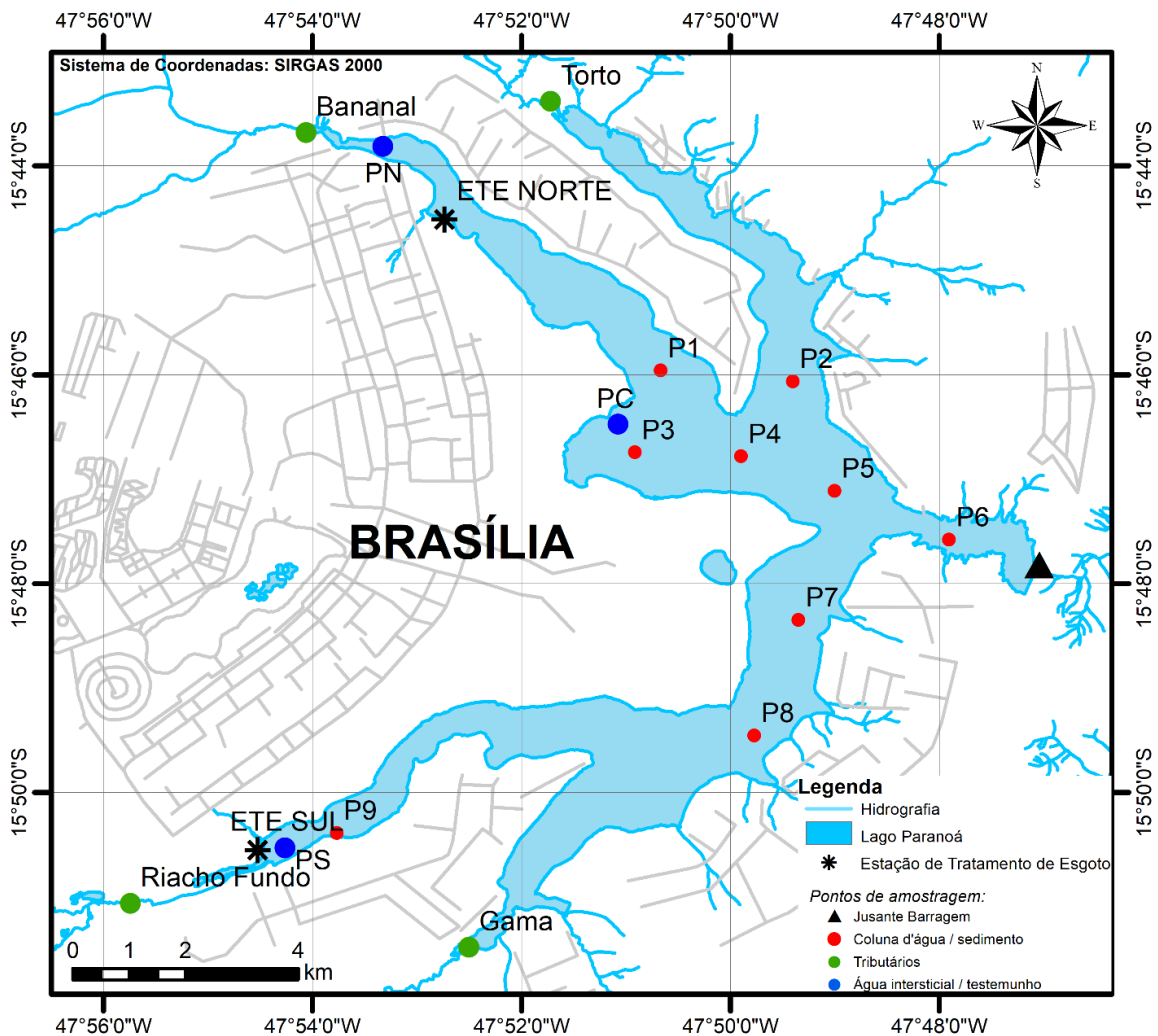 47°56'0"W 47°54'0"W 47°52'0"W 47°50'0"W 47°48'0"W
Sistema de Coordenadas: SIRGAS 2000
Torto
N
Bananal
W E
15°44'0"S 15°44'0"S
PN
S
ETE NORTE
P1
P2
15°46'0"S 15°46'0"S
PC
P3
P4
P5
P6
BRASÍLIA
15°48'0"S 15°48'0"S
P7
P8
Legenda
15°50'0"S 15°50'0"S
Hidrografia
P9
ETE SUL
Lago Paranoá
PS
Estação de Tratamento de Esgoto
Riacho Fundo
Pontos de amostragem:
Gama
Jusante Barragem
0 1 2 4
Coluna d'água / sedimento
km
Tributários
Água intersticial / testemunho
47°56'0"W 47°54'0"W 47°52'0"W 47°50'0"W 47°48'0"W